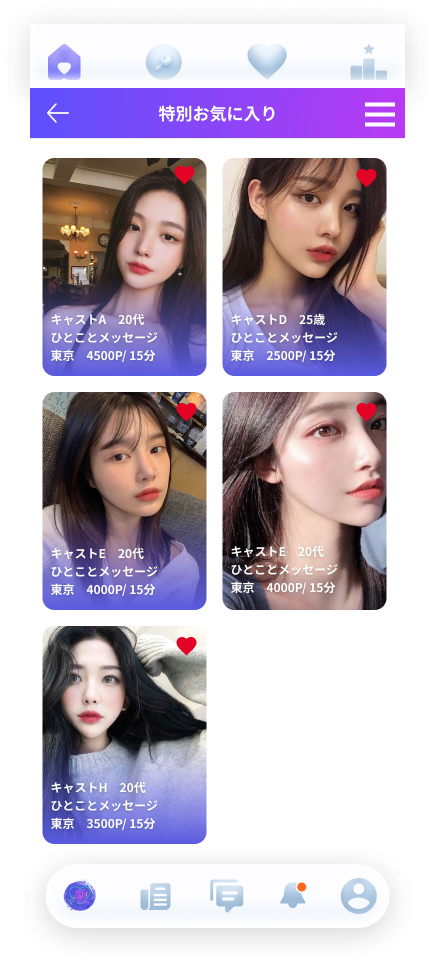 特別お気に入り
キャストA　20代
ひとことメッセージ
東京　4500P/ 15分
キャストD　25歳
ひとことメッセージ
東京　2500P/ 15分
キャストE　20代
ひとことメッセージ
東京　4000P/ 15分
キャストE　20代
ひとことメッセージ
東京　4000P/ 15分
キャストH　20代
ひとことメッセージ
東京　3500P/ 15分